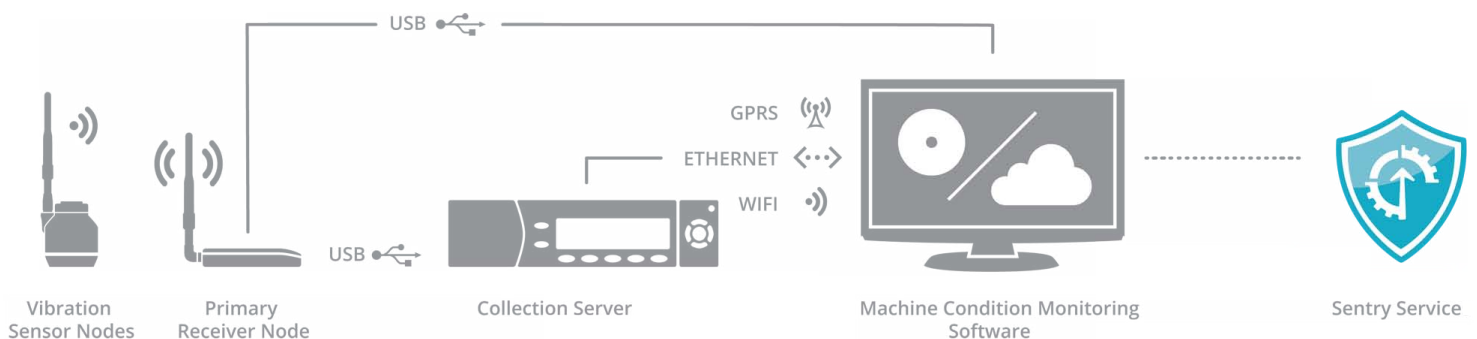 USB
GPRS
ETHERNET
WIFI
USB
Vibration
Sensor Nodes
Primary
Receiver Node
Collection Server
Machine Condition Monitoring
Software
Sentry Service